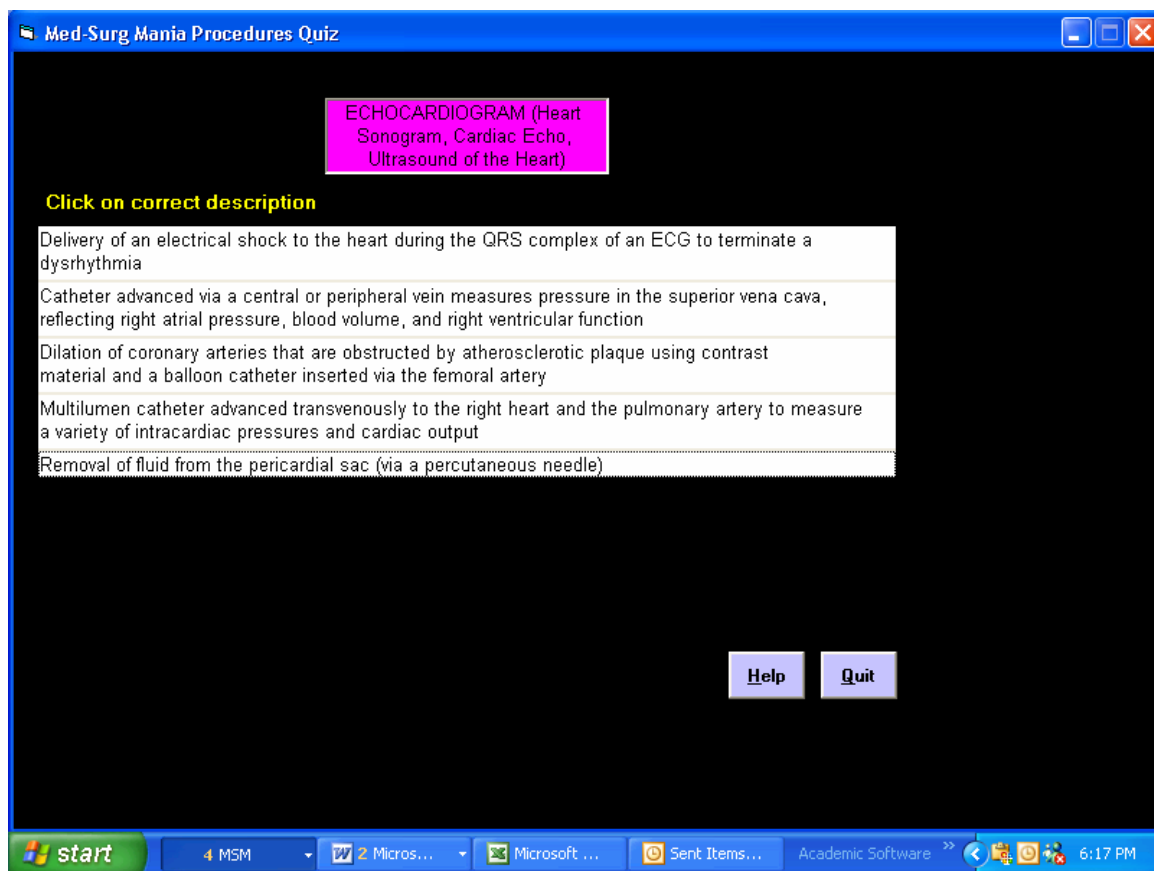 Med-Surg Mania Procedures Quiz
ECHOCARDIOGRAM (Heart
Sonogram, Cardiac Echo,
Ultrasound of the Heart)
Click on correct description
Delivery of an electrical shock to the heart during the QRS complex of an ECG to terminate a
dysrhythmia
Catheter advanced via a central or peripheral vein measures pressure in the superior vena cava,
reflecting right atrial pressure, blood volume, and right ventricular function
Dilation of coronary arteries that are obstructed by atherosclerotic plaque using contrast
material and a balloon catheter inserted via the femoral artery
Multilumen catheter advanced transvenously to the right heart and the pulmonary artery to measure
a variety of intracardiac pressures and cardiac output
Removal of fluid from the pericardial sac (via a percutaneous needle)
Help Quit
start 4 MSM 2 Micros... Microsoft ... Sent Items... Academic Software » 6:17 PM